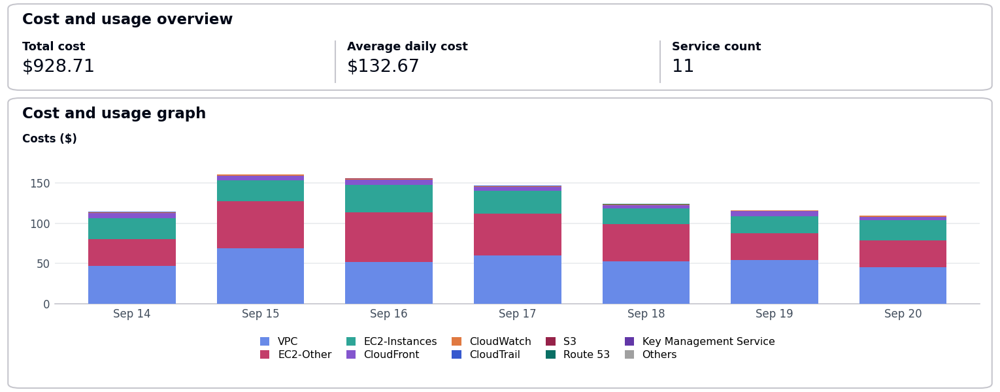 Cost and usage overview
Total cost
$928.71
Average daily cost
$132.67
Service count
11
Cost and usage graph
Costs ($)
150
100
50
0
Sep 14 Sep 15 Sep 16 Sep 17 Sep 18 Sep 19 Sep 20
VPC EC2-Instances CloudWatch S3 Key Management Service
EC2-Other CloudFront CloudTrail Route 53 Others